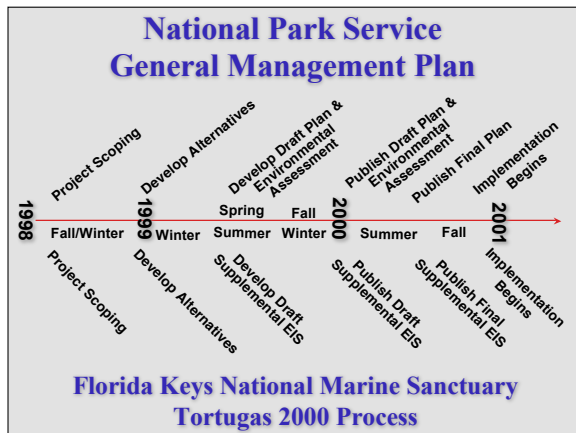 National Park Service
General Management Plan
Project Scoping
Develop Alternatives
Develop Draft Plan &
Environmental
Assessment
Publish Draft Plan &
Environmental
Assessment
Publish Final Plan
Implementation
Begins
1998
Fall/Winter
1999
Winter
Spring
Summer
Fall
Winter
2000
Summer
Fall
2001
Project Scoping
Develop Alternatives
Develop Draft
Supplemental EIS
Publish Draft
Supplemental EIS
Publish Final
Supplemental EIS
Implementation
Begins
Florida Keys National Marine Sanctuary
Tortugas 2000 Process